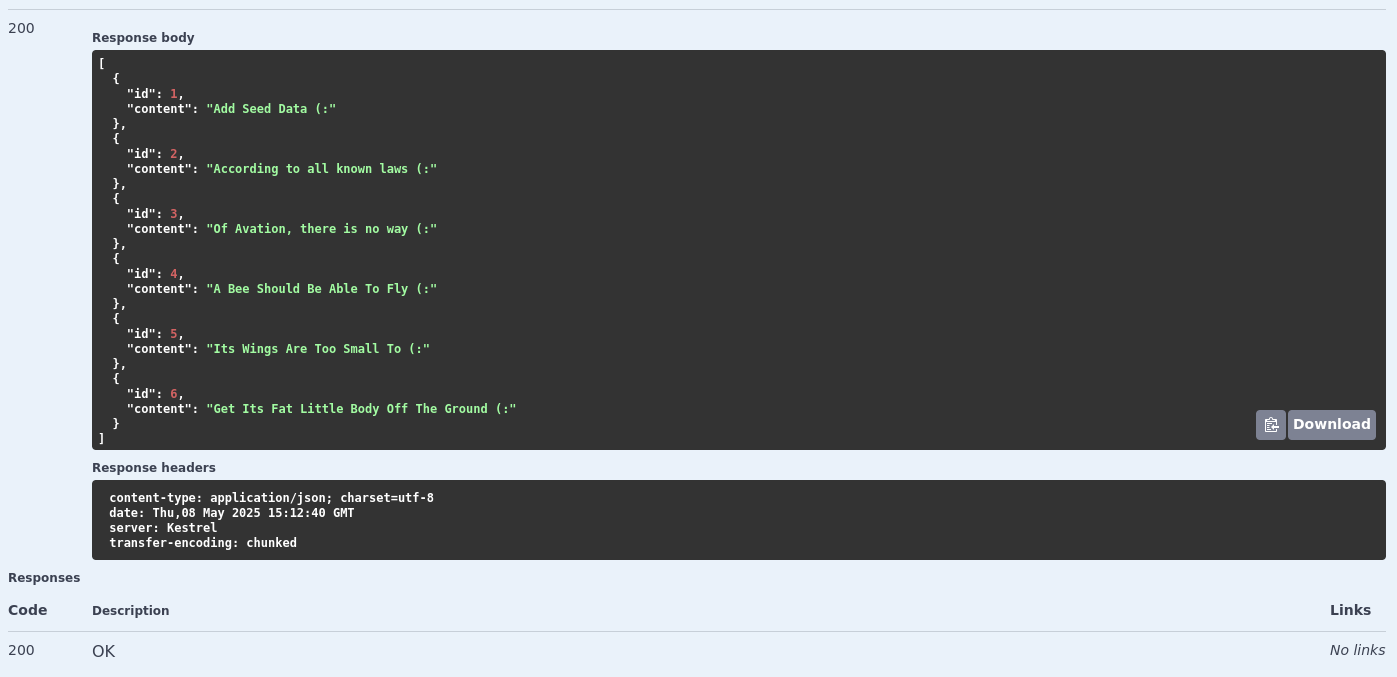 200
Response body
[
  {
    "id": 1,
    "content": "Add Seed Data (:"
  },
  {
    "id": 2,
    "content": "According to all known laws (:"
  },
  {
    "id": 3,
    "content": "Of Avation, there is no way (:"
  },
  {
    "id": 4,
    "content": "A Bee Should Be Able To Fly (:"
  },
  {
    "id": 5,
    "content": "Its Wings Are Too Small To (:"
  },
  {
    "id": 6,
    "content": "Get Its Fat Little Body Off The Ground (:"
  }
]
Download
Response headers
content-type: application/json; charset=utf-8
date: Thu,08 May 2025 15:12:40 GMT
server: Kestrel
transfer-encoding: chunked
Responses
Code Description Links
200 OK No links